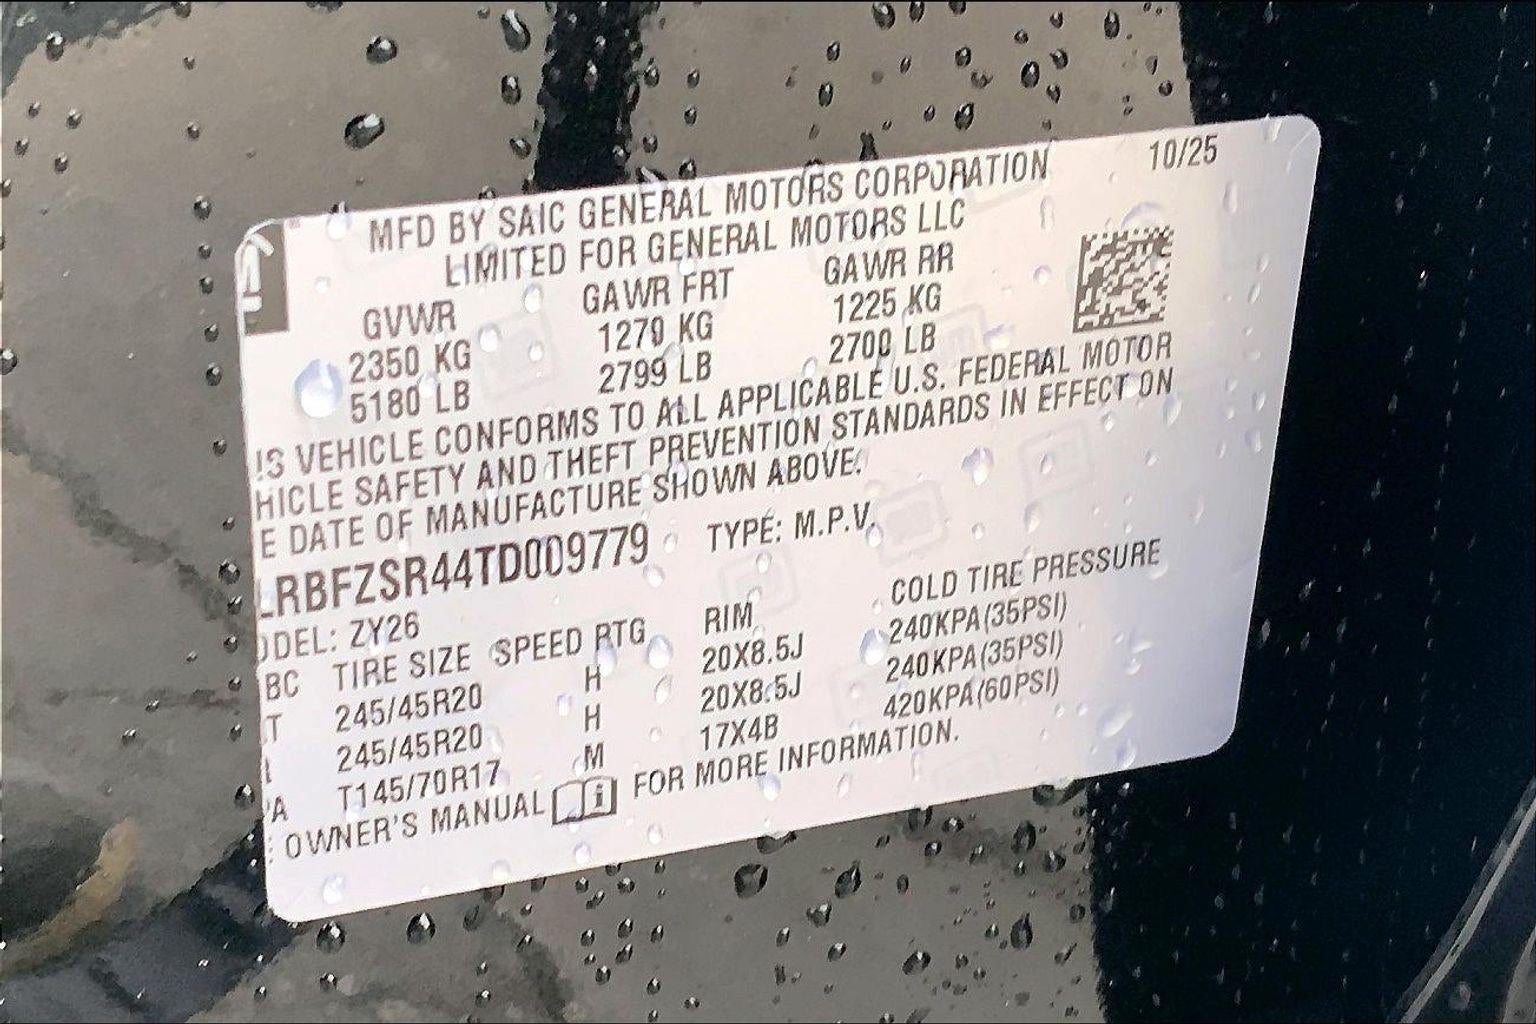 10/25
MFD BY SAIC GENERAL MOTORS CORPORATION
LIMITED FOR GENERAL MOTORS LLC
GVWR GAWR FRT GAWR RR
2350 KG 1270 KG 1225 KG
5180 LB 2799 LB 2700 LB
IS VEHICLE CONFORMS TO ALL APPLICABLE U.S. FEDERAL MOTOR
HICLE SAFETY AND THEFT PREVENTION STANDARDS IN EFFECT ON
E DATE OF MANUFACTURE SHOWN ABOVE.
LRBFZSR44TD009779 TYPE: M.P.V.
ODEL: ZY26
BC TIRE SIZE SPEED RTG RIM COLD TIRE PRESSURE
T 245/45R20 H 20X8.5J 240KPA(35PSI)
245/45R20 H 20X8.5J 240KPA(35PSI)
PA T145/70R17 M 17X4B 420KPA(60PSI)
OWNER'S MANUAL FOR MORE INFORMATION.